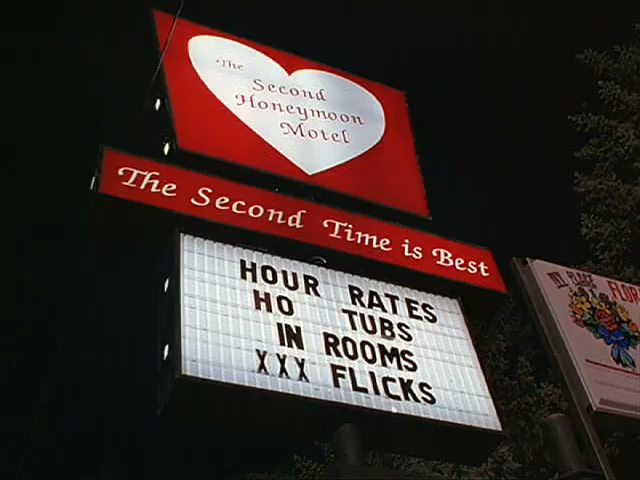 The
Second
Honeymoon
Motel
The Second Time is Best
HOUR RATES
HO TUBS
IN ROOMS
XXX FLICKS